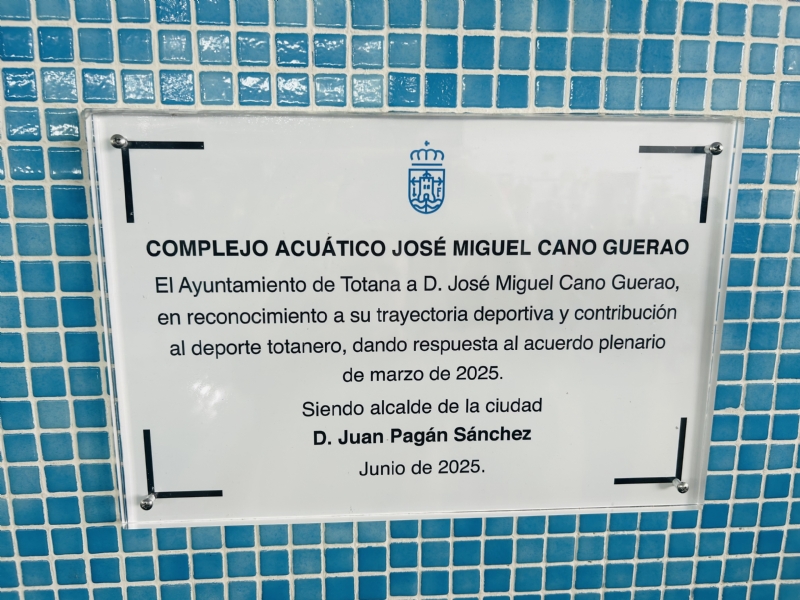 COMPLEJO ACUÁTICO JOSÉ MIGUEL CANO GUERAO
El Ayuntamiento de Totana a D. José Miguel Cano Guerao,
en reconocimiento a su trayectoria deportiva y contribución
al deporte totanero, dando respuesta al acuerdo plenario
de marzo de 2025.
Siendo alcalde de la ciudad
D. Juan Pagán Sánchez
Junio de 2025.